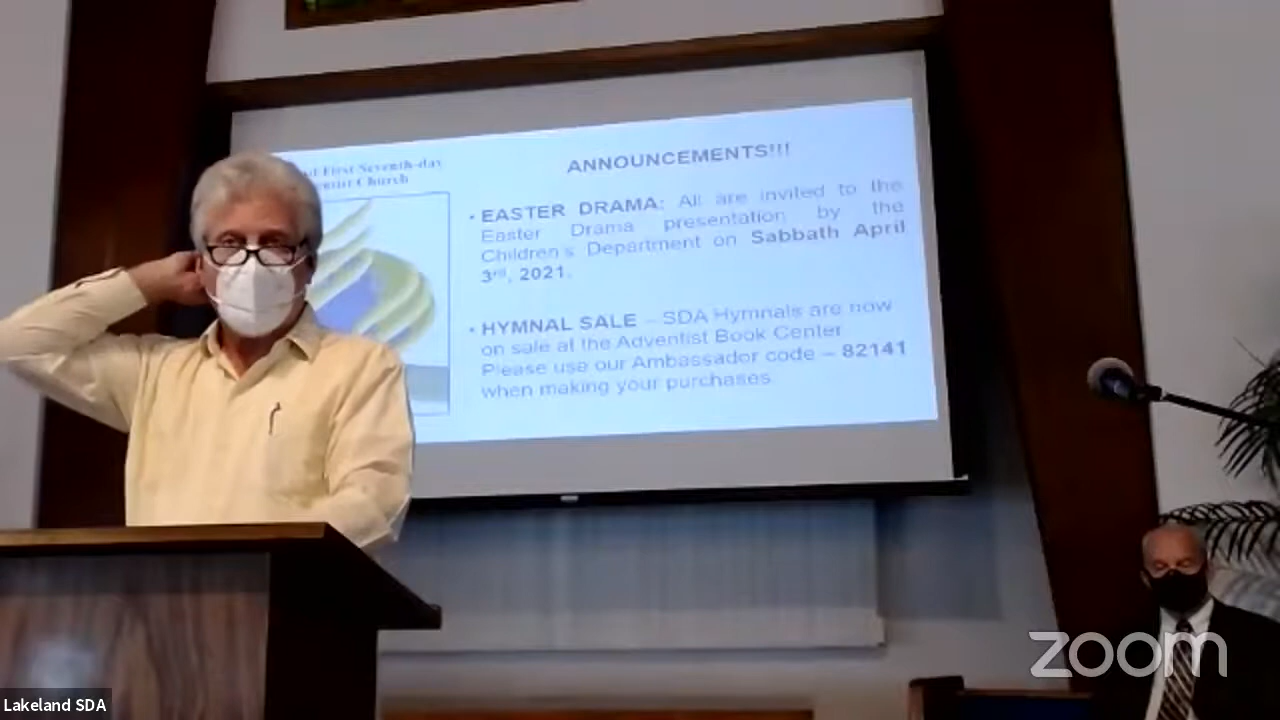 of First Seventh-day
Church
ANNOUNCEMENTS!!!
• EASTER DRAMA: All are invited to the
Easter Drama presentation by the
Children's Department on Sabbath April
3rd, 2021.
• HYMNAL SALE – SDA Hymnals are now
on sale at the Adventist Book Center
Please use our Ambassador code – 82141
when making your purchases.
zoom
Lakeland SDA